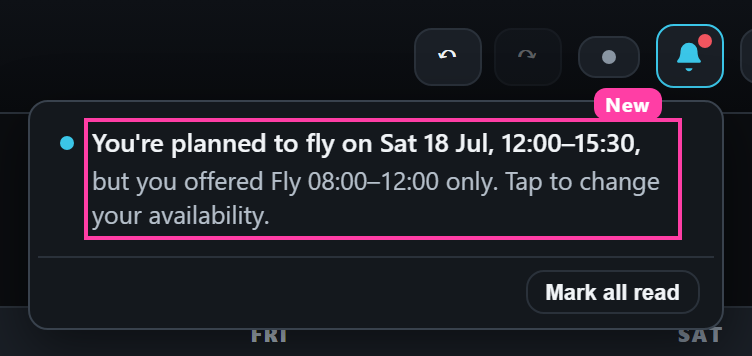 New
You're planned to fly on Sat 18 Jul, 12:00–15:30,
but you offered Fly 08:00–12:00 only. Tap to change
your availability.
Mark all read
FRI
SAT